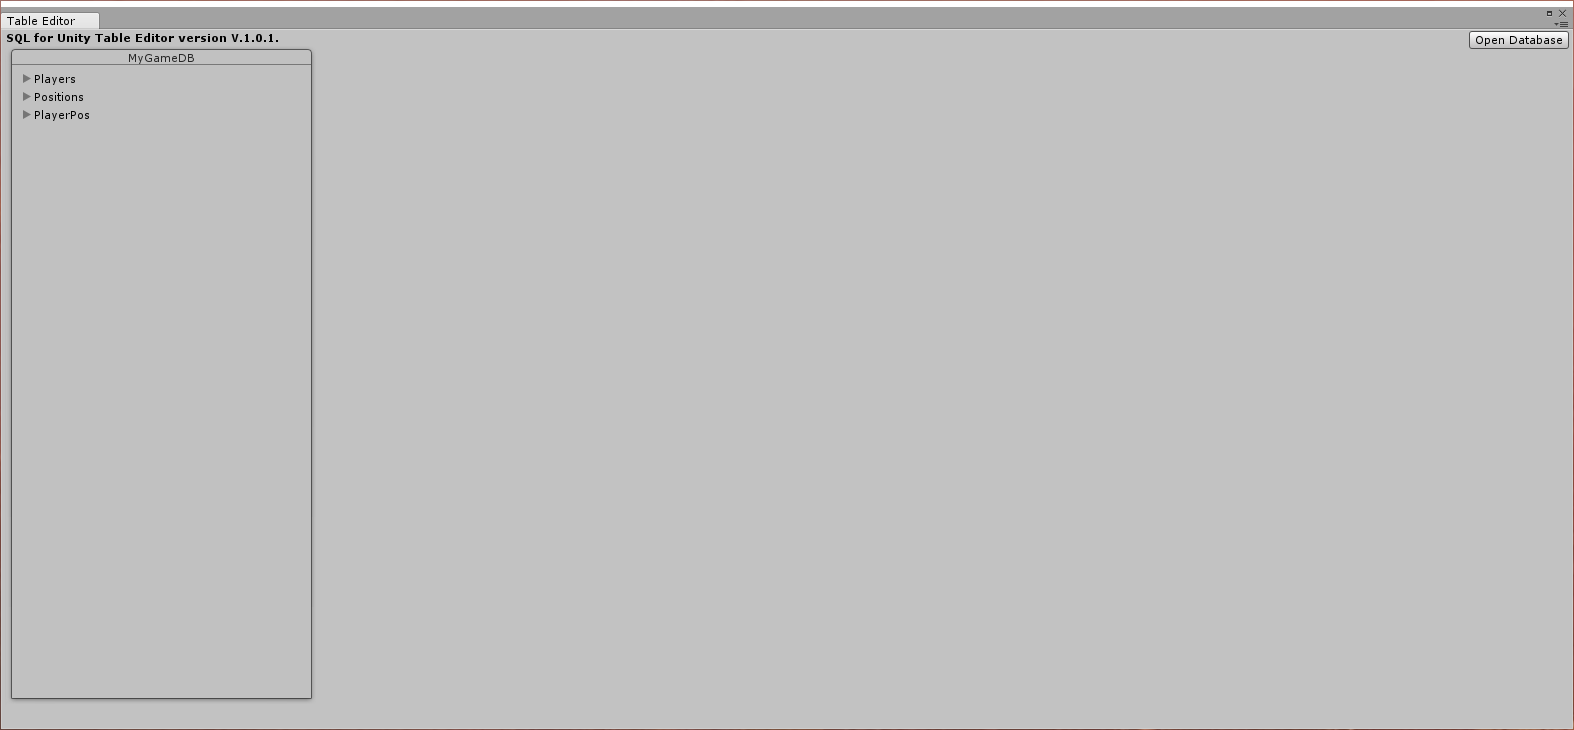 Table Editor
SQL for Unity Table Editor version V.1.0.1.
Open Database
MyGameDB
Players
Positions
PlayerPos